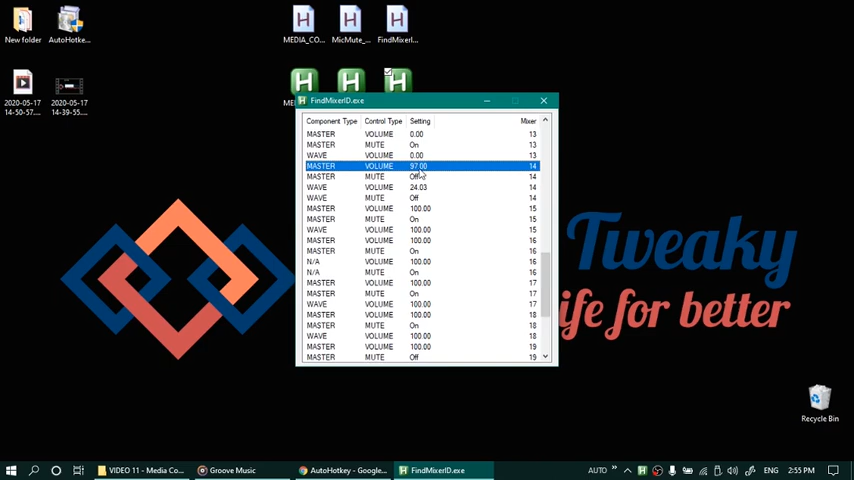 New folder
AutoHotke...
MEDIA_CO...
MicMute_...
FindMixerI...
2020-05-17
14-50-57....
2020-05-17
14-39-55....
FindMixerID.exe
Component Type Control Type Setting Mixer
MASTER VOLUME 0.00 13
MASTER MUTE On 13
WAVE VOLUME 0.00 13
MASTER VOLUME 97.00 14
MASTER MUTE Off 14
WAVE VOLUME 24.03 14
WAVE MUTE Off 14
MASTER VOLUME 100.00 15
MASTER MUTE On 15
WAVE VOLUME 100.00 15
MASTER VOLUME 100.00 16
MASTER MUTE On 16
N/A VOLUME 100.00 16
N/A MUTE On 16
MASTER VOLUME 100.00 17
MASTER MUTE On 17
WAVE VOLUME 100.00 17
MASTER VOLUME 100.00 18
MASTER MUTE On 18
WAVE VOLUME 100.00 18
MASTER VOLUME 100.00 19
MASTER MUTE Off 19
Tweaky
ife for better
Recycle Bin
VIDEO 11 - Media Co...
Groove Music
AutoHotkey - Google...
FindMixerID.exe
AUTO
ENG
2:55 PM